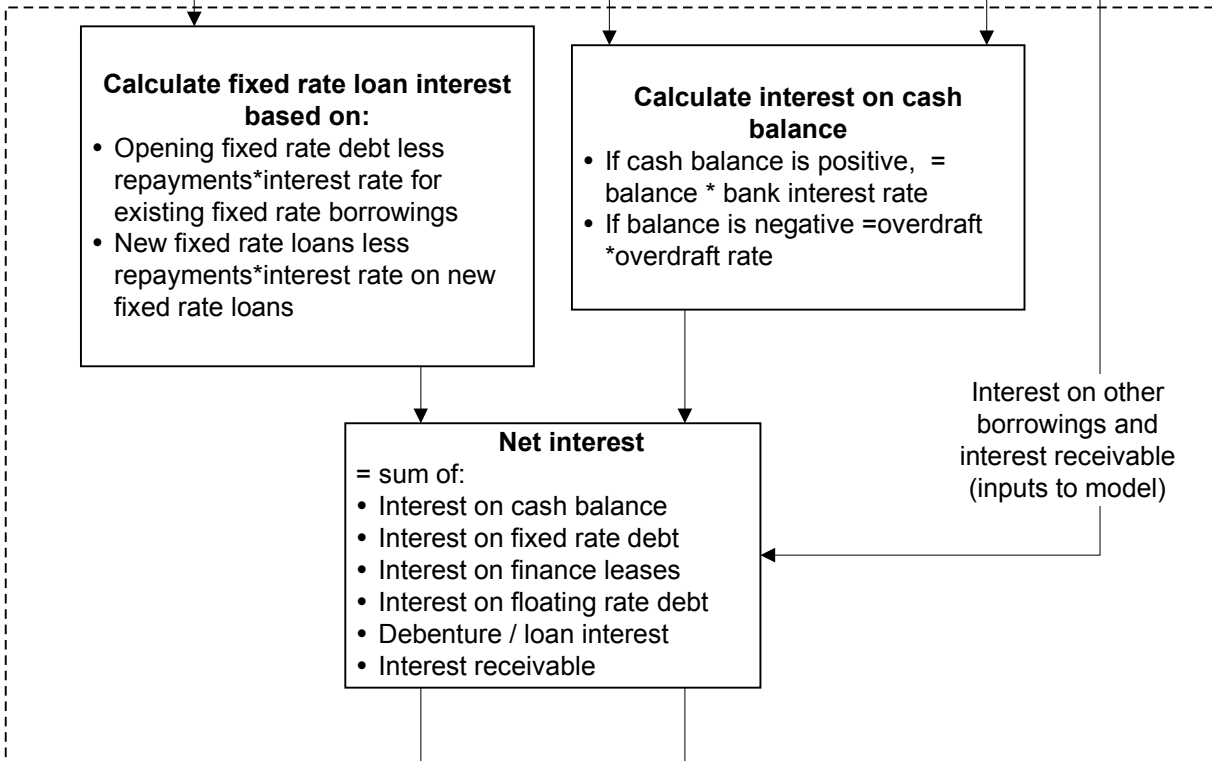 Calculate fixed rate loan interest
based on:
• Opening fixed rate debt less
repayments*interest rate for
existing fixed rate borrowings
• New fixed rate loans less
repayments*interest rate on new
fixed rate loans
Calculate interest on cash
balance
• If cash balance is positive,  =
balance * bank interest rate
• If balance is negative =overdraft
*overdraft rate
Interest on other
borrowings and
interest receivable
(inputs to model)
Net interest
= sum of:
• Interest on cash balance
• Interest on fixed rate debt
• Interest on finance leases
• Interest on floating rate debt
• Debenture / loan interest
• Interest receivable